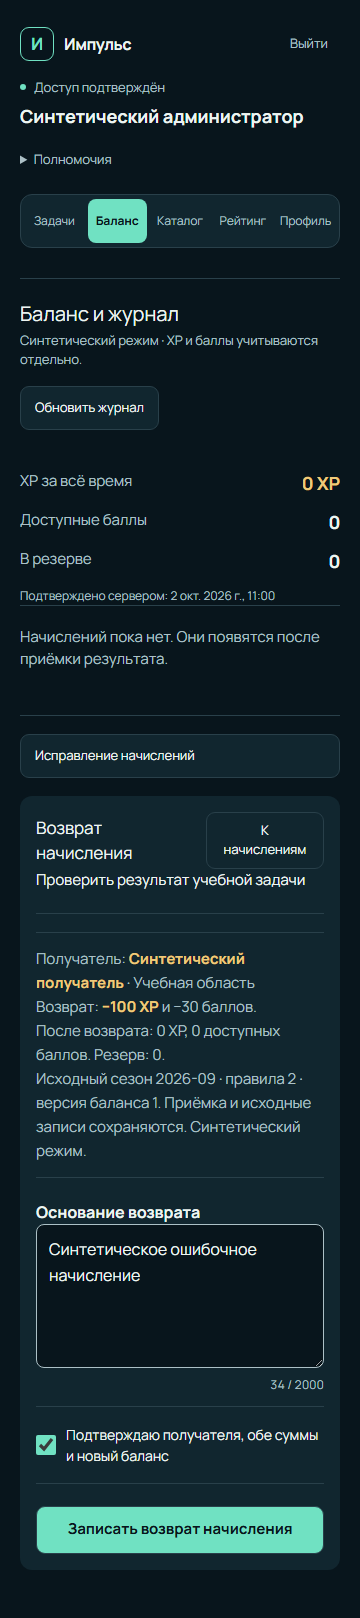 И Импульс Выйти
Доступ подтверждён
Синтетический администратор
Полномочия
Задачи Баланс Каталог Рейтинг Профиль
Баланс и журнал
Синтетический режим · XP и баллы учитываются
отдельно.
Обновить журнал
XP за всё время 0 XP
Доступные баллы 0
В резерве 0
Подтверждено сервером: 2 окт. 2026 г., 11:00
Начислений пока нет. Они появятся после
приёмки результата.
Исправление начислений
Возврат
начисления
К
начислениям
Проверить результат учебной задачи
Получатель: Синтетический
получатель · Учебная область
Возврат: −100 XP и −30 баллов.
После возврата: 0 XP, 0 доступных
баллов. Резерв: 0.
Исходный сезон 2026-09 · правила 2 ·
версия баланса 1. Приёмка и исходные
записи сохраняются. Синтетический
режим.
Основание возврата
Синтетическое ошибочное
начисление
34 / 2000
Подтверждаю получателя, обе суммы
и новый баланс
Записать возврат начисления